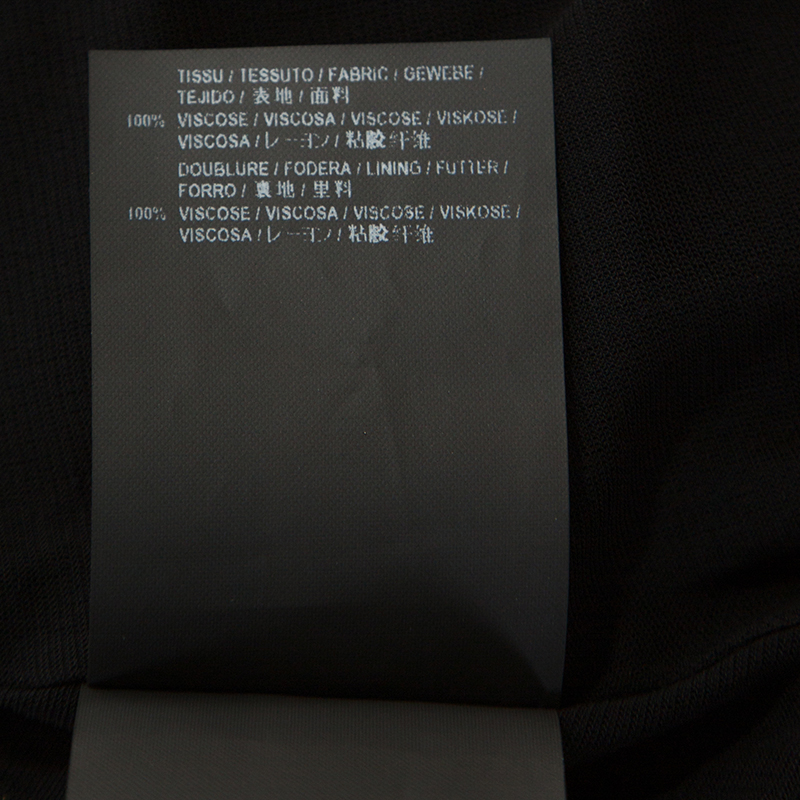 TISSU / TESSUTO / FABRIC / GEWEBE /
TEJIDO / 表地 / 面料
100% VISCOSE / VISCOSA / VISCOSE / VISKOSE /
VISCOSA / レーヨン / 粘胶纤维
DOUBLURE / FODERA / LINING / FUTTER /
FORRO / 裏地 / 里料
100% VISCOSE / VISCOSA / VISCOSE / VISKOSE /
VISCOSA / レーヨン / 粘胶纤维